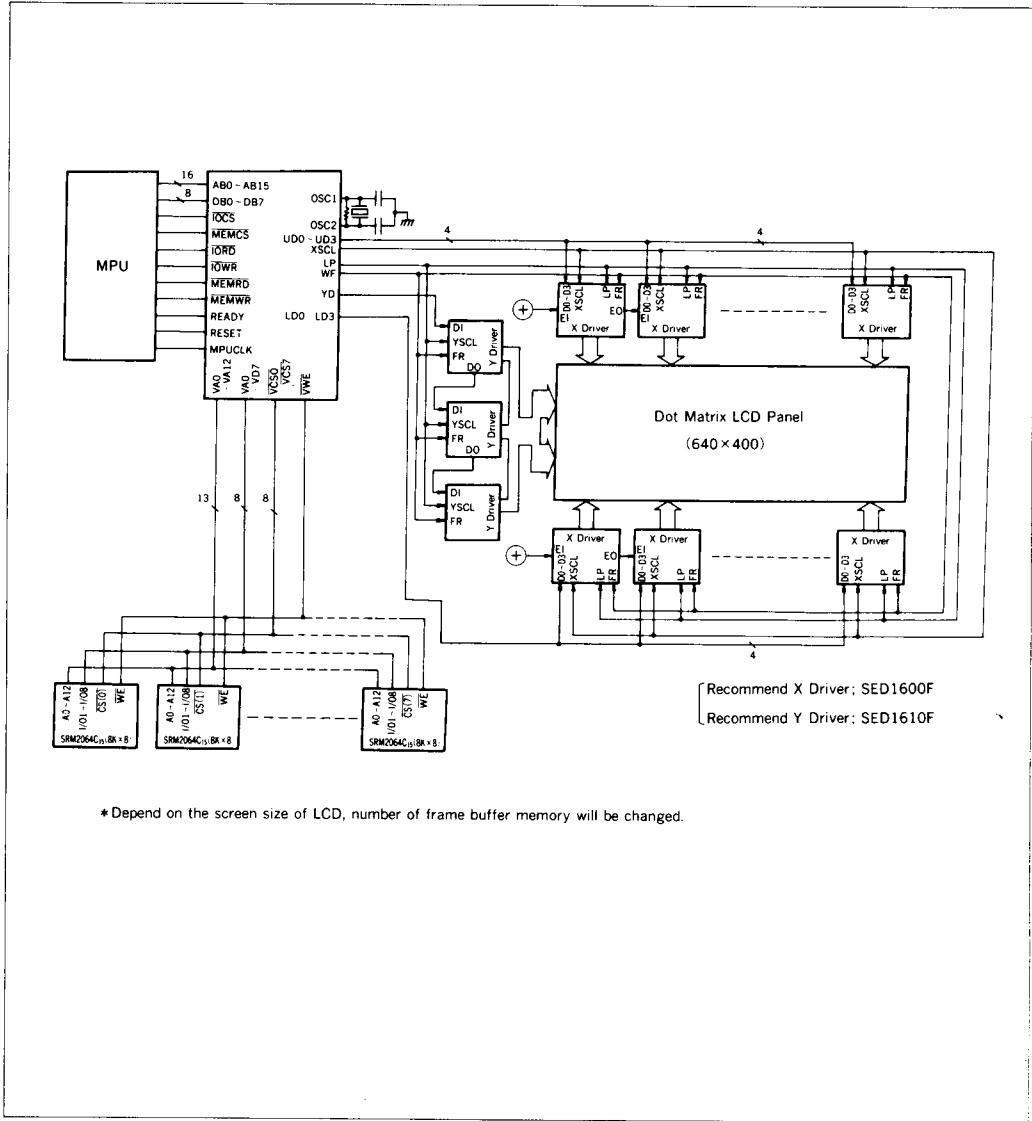 MPU
16
8
AB0 ~ AB15
DB0 ~ DB7
IOCS
MEMCS
IORD
IOWR
MEMRD
MEMWR
READY
RESET
MPUCLK
OSC1
OSC2
UD0 ~ UD3
XSCL
LP
WF
YD
LD0 LD3
VA0 - VA12
VA0 - VD7
VCS0 VCS7
VWE
4
4
D0-D3
XSCL
LP
FR
EI
EO
X Driver
D0-D3
XSCL
LP
FR
EI
X Driver
D0-D3
XSCL
LP
FR
X Driver
DI
YSCL
FR
DO
Y Driver
DI
YSCL
FR
DO
Y Driver
DI
YSCL
FR
Y Driver
Dot Matrix LCD Panel
(640×400)
X Driver
EI
EO
D0-D3
XSCL
LP
FR
X Driver
EI
D0-D3
XSCL
LP
FR
X Driver
D0-D3
XSCL
LP
FR
4
13
8
8
A0-A12
I/O1-I/O8
CS(0)
WE
SRM2064C15(8K×8)
A0-A12
I/O1-I/O8
CS(1)
WE
SRM2064C15(8K×8)
A0-A12
I/O1-I/O8
CS(7)
WE
SRM2064C15(8K×8)
Recommend X Driver; SED1600F
Recommend Y Driver; SED1610F
* Depend on the screen size of LCD, number of frame buffer memory will be changed.